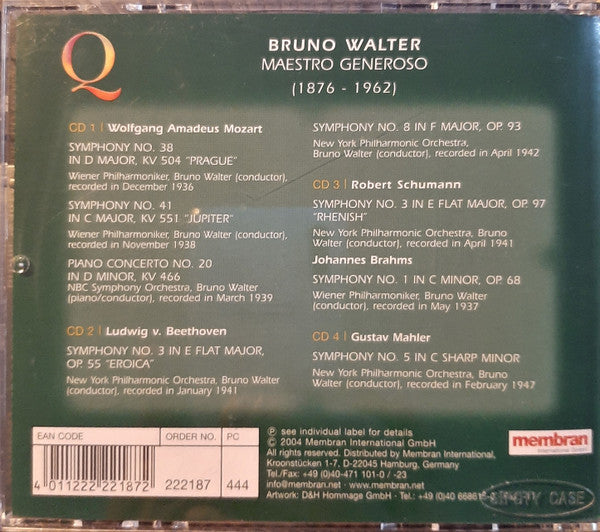 Q
BRUNO WALTER
MAESTRO GENEROSO
(1876 - 1962)
CD 1 | Wolfgang Amadeus Mozart
SYMPHONY NO. 38
IN D MAJOR, KV 504 "PRAGUE"
Wiener Philharmoniker, Bruno Walter (conductor),
recorded in December 1936
SYMPHONY NO. 41
IN C MAJOR, KV 551 "JUPITER"
Wiener Philharmoniker, Bruno Walter (conductor),
recorded in November 1938
PIANO CONCERTO NO. 20
IN D MINOR, KV 466
NBC Symphony Orchestra, Bruno Walter
(piano/conductor), recorded in March 1939
CD 2 | Ludwig v. Beethoven
SYMPHONY NO. 3 IN E FLAT MAJOR,
OP. 55 "EROICA"
New York Philharmonic Orchestra, Bruno Walter
(conductor), recorded in January 1941
SYMPHONY NO. 8 IN F MAJOR, OP. 93
New York Philharmonic Orchestra,
Bruno Walter (conductor), recorded in April 1942
CD 3 | Robert Schumann
SYMPHONY NO. 3 IN E FLAT MAJOR, OP. 97
"RHENISH"
New York Philharmonic Orchestra, Bruno Walter
(conductor), recorded in April 1941
Johannes Brahms
SYMPHONY NO. 1 IN C MINOR, OP. 68
Wiener Philharmoniker, Bruno Walter
(conductor), recorded in May 1937
CD 4 | Gustav Mahler
SYMPHONY NO. 5 IN C SHARP MINOR
New York Philharmonic Orchestra, Bruno Walter
(conductor), recorded in February 1947
EAN CODE
ORDER NO.
PC
4 011222 221872
222187
444
℗ see individual label for details
© 2004 Membran International GmbH
All rights reserved. Distributed by Membran International,
Kroonstücken 1-7, D-22045 Hamburg, Germany
Tel./Fax: +49 (0)40-471 101-0 / -23
info@membran.net - www.membran.net
Artwork: D&H Hommage GmbH - Tel.: +49 (0)40
membran
International GmbH
CASE